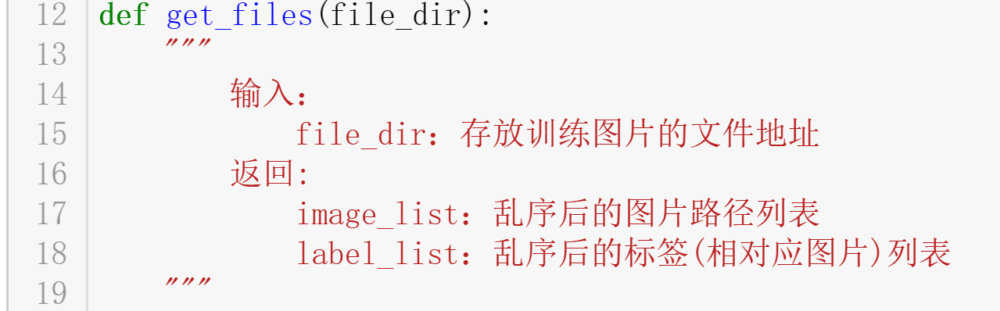 12 def get_files(file_dir):
13     """
14         输入：
15             file_dir：存放训练图片的文件地址
16         返回:
17             image_list：乱序后的图片路径列表
18             label_list：乱序后的标签(相对应图片)列表
19     """